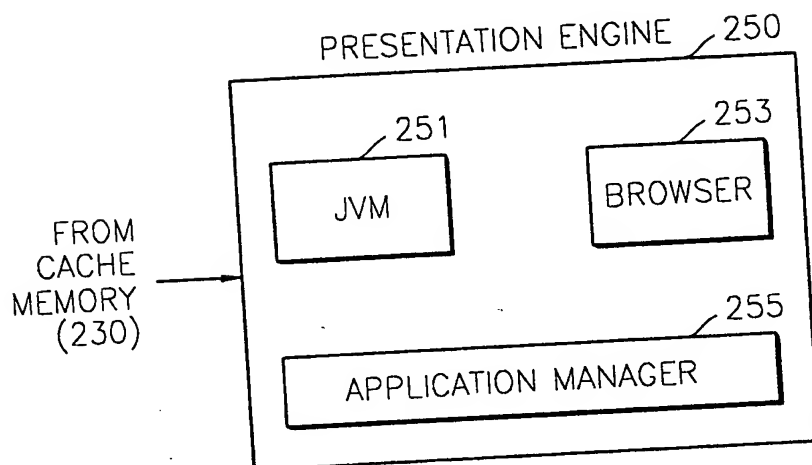 PRESENTATION ENGINE
250
251
253
JVM
BROWSER
FROM
CACHE
MEMORY
(230)
255
APPLICATION MANAGER